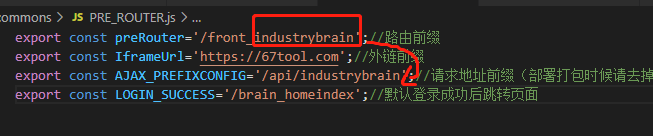 commons > JS PRE_ROUTER.js > ...
export const preRouter='/front_industrybrain';//路由前缀
export const IframeUrl='https://67tool.com';//外链前缀
export const AJAX_PREFIXCONFIG='/api/industrybrain';//请求地址前缀（部署打包时候请去掉
export const LOGIN_SUCCESS='/brain_homeindex';//默认登录成功后跳转页面